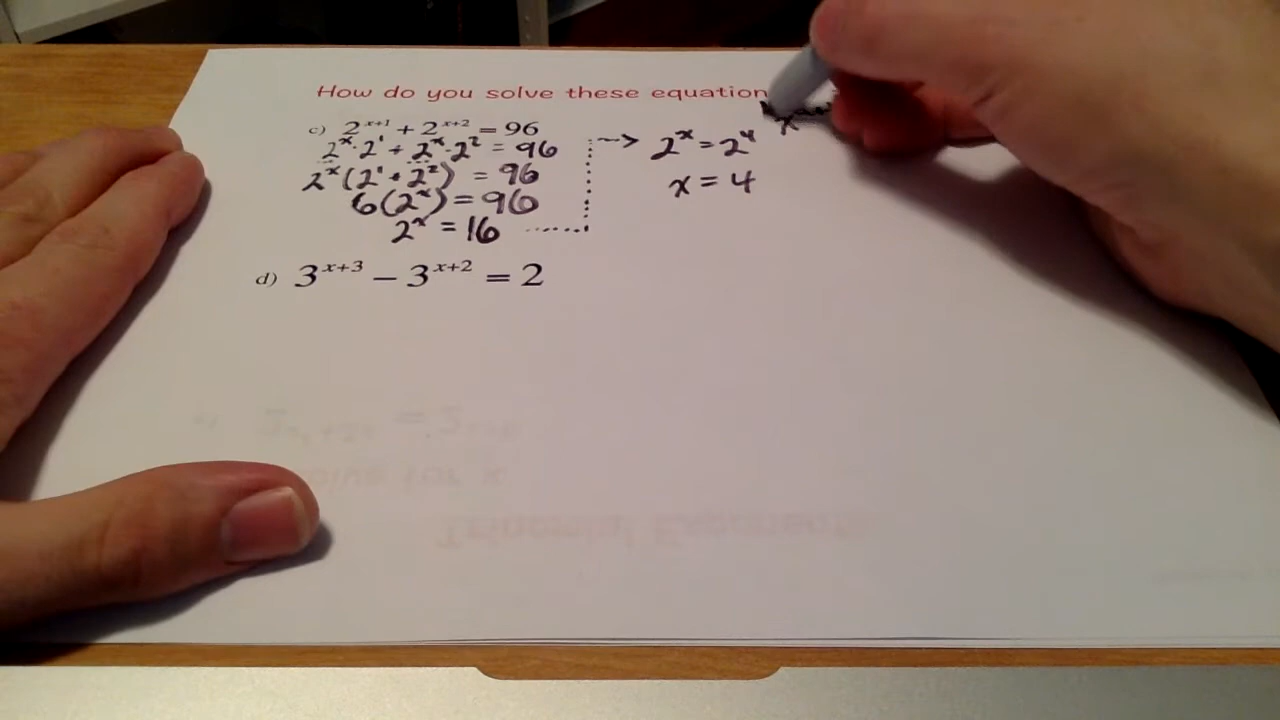 How do you solve these equation
c) 2^{x+1} + 2^{x+2} = 96
2^x · 2^1 + 2^x · 2^2 = 96
2^x (2^1 + 2^2) = 96
6(2^x) = 96
2^x = 16
~> 2^x = 2^4
x = 4
x
d) 3^{x+3} − 3^{x+2} = 2